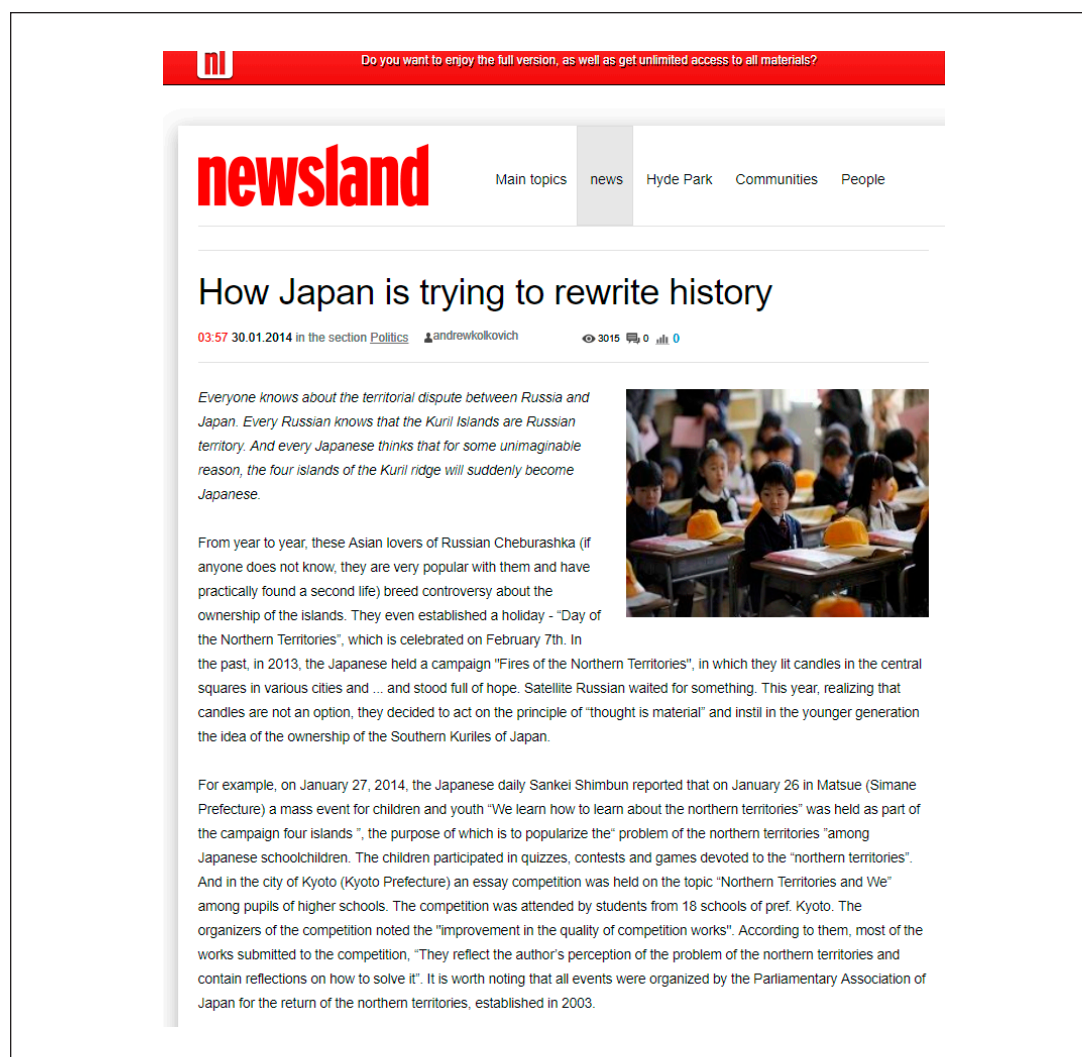 nl
Do you want to enjoy the full version, as well as get unlimited access to all materials?
newsland
Main topics news Hyde Park Communities People
How Japan is trying to rewrite history
03:57 30.01.2014 in the section Politics andrewkolkovich 3015 0 0
Everyone knows about the territorial dispute between Russia and
Japan. Every Russian knows that the Kuril Islands are Russian
territory. And every Japanese thinks that for some unimaginable
reason, the four islands of the Kuril ridge will suddenly become
Japanese.
From year to year, these Asian lovers of Russian Cheburashka (if
anyone does not know, they are very popular with them and have
practically found a second life) breed controversy about the
ownership of the islands. They even established a holiday - “Day of
the Northern Territories”, which is celebrated on February 7th. In
the past, in 2013, the Japanese held a campaign "Fires of the Northern Territories", in which they lit candles in the central
squares in various cities and ... and stood full of hope. Satellite Russian waited for something. This year, realizing that
candles are not an option, they decided to act on the principle of “thought is material” and instil in the younger generation
the idea of the ownership of the Southern Kuriles of Japan.
For example, on January 27, 2014, the Japanese daily Sankei Shimbun reported that on January 26 in Matsue (Simane
Prefecture) a mass event for children and youth “We learn how to learn about the northern territories” was held as part of
the campaign four islands ”, the purpose of which is to popularize the“ problem of the northern territories ”among
Japanese schoolchildren. The children participated in quizzes, contests and games devoted to the “northern territories”.
And in the city of Kyoto (Kyoto Prefecture) an essay competition was held on the topic “Northern Territories and We”
among pupils of higher schools. The competition was attended by students from 18 schools of pref. Kyoto. The
organizers of the competition noted the "improvement in the quality of competition works". According to them, most of the
works submitted to the competition, “They reflect the author’s perception of the problem of the northern territories and
contain reflections on how to solve it”. It is worth noting that all events were organized by the Parliamentary Association of
Japan for the return of the northern territories, established in 2003.